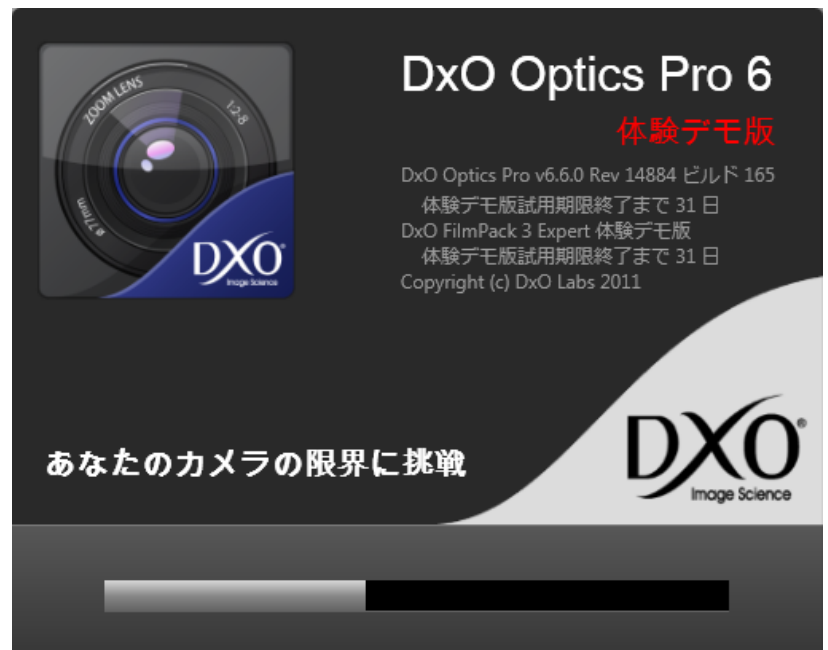 ZOOM LENS
1:2-8
ø.77mm
DXO®
Image Science
DxO Optics Pro 6
体験デモ版
DxO Optics Pro v6.6.0 Rev 14884 ビルド 165
体験デモ版試用期限終了まで 31 日
DxO FilmPack 3 Expert 体験デモ版
体験デモ版試用期限終了まで 31 日
Copyright (c) DxO Labs 2011
あなたのカメラの限界に挑戦
DXO®
Image Science